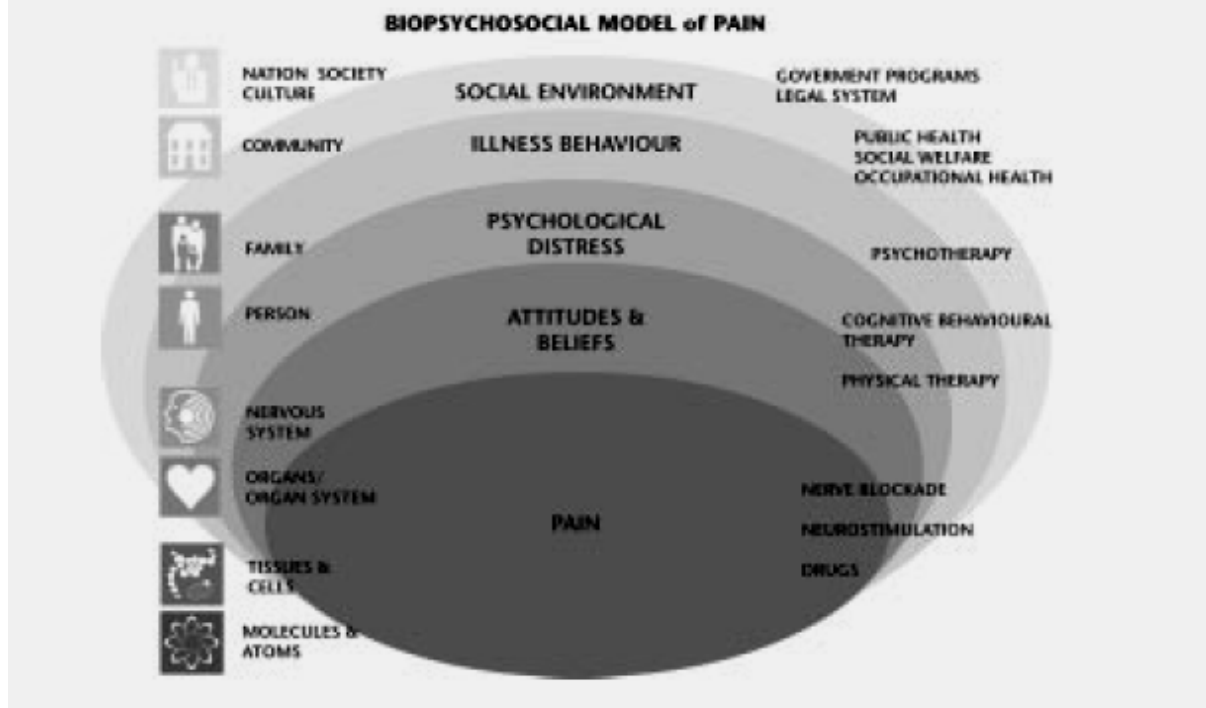 BIOPSYCHOSOCIAL MODEL of PAIN
NATION SOCIETY
CULTURE
SOCIAL ENVIRONMENT
GOVERMENT PROGRAMS
LEGAL SYSTEM
COMMUNITY
ILLNESS BEHAVIOUR
PUBLIC HEALTH
SOCIAL WELFARE
OCCUPATIONAL HEALTH
FAMILY
PSYCHOLOGICAL
DISTRESS
PSYCHOTHERAPY
PERSON
ATTITUDES &
BELIEFS
COGNITIVE BEHAVIOURAL
THERAPY
PHYSICAL THERAPY
NERVOUS
SYSTEM
ORGANS/
ORGAN SYSTEM
PAIN
NERVE BLOCKADE
NEUROSTIMULATION
DRUGS
TISSUES &
CELLS
MOLECULES &
ATOMS